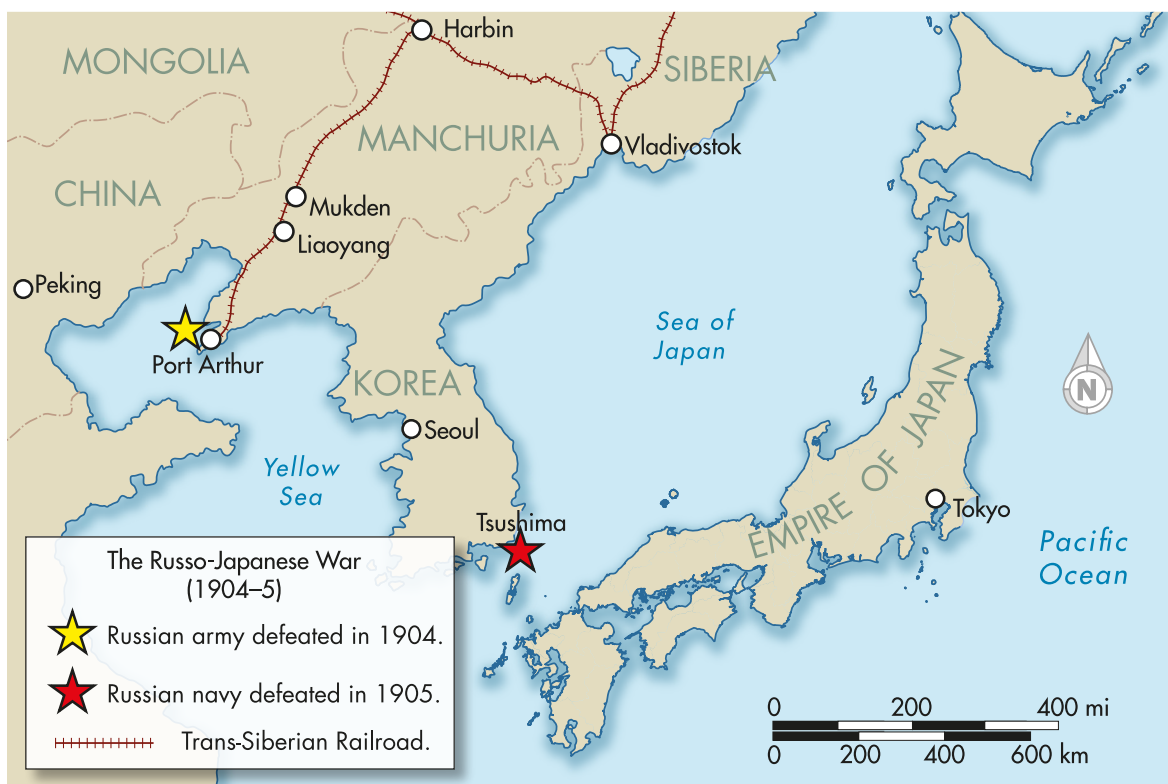 Harbin
MONGOLIA
SIBERIA
MANCHURIA
Vladivostok
CHINA
Mukden
Liaoyang
Peking
Sea of
Japan
Port Arthur
KOREA
EMPIRE OF JAPAN
Seoul
Yellow
Sea
Tsushima
Tokyo
Pacific
Ocean
The Russo-Japanese War
(1904–5)
Russian army defeated in 1904.
Russian navy defeated in 1905.
Trans-Siberian Railroad.
N
0 200 400 mi
0 200 400 600 km